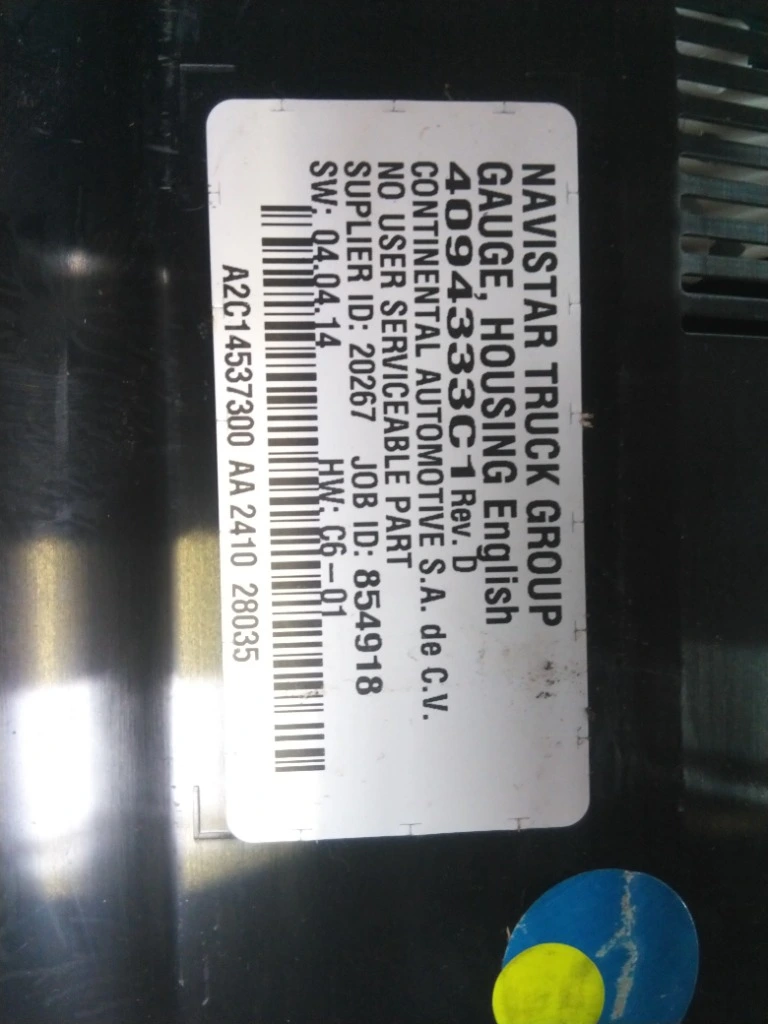 NAVISTAR TRUCK GROUP
GAUGE, HOUSING English
4094333C1 Rev. D
CONTINENTAL AUTOMOTIVE S.A. de C.V.
NO USER SERVICEABLE PART
SUPLIER ID: 20267 JOB ID: 854918
SW: 04.04.14 HW: C6-01
A2C14537300 AA 2410 28035